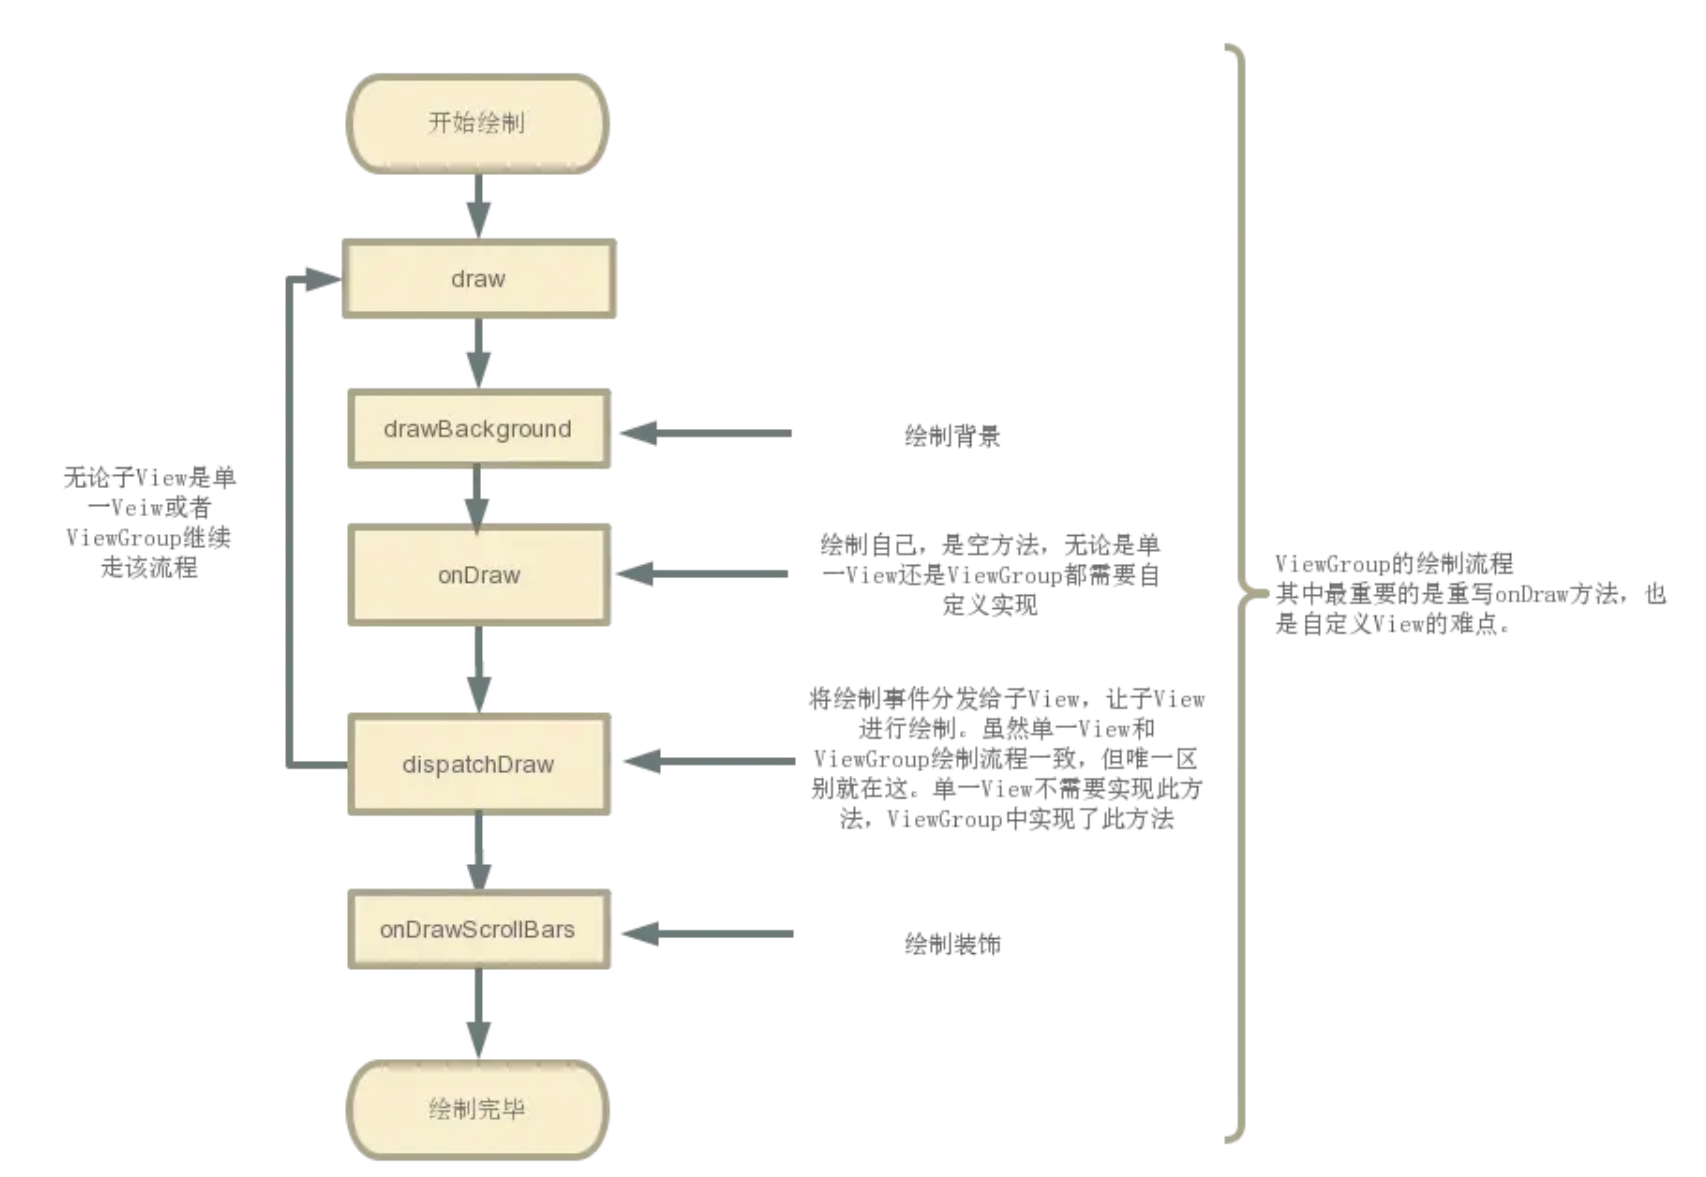 开始绘制
draw
drawBackground
绘制背景
无论子View是单
一Veiw或者
ViewGroup继续
走该流程
onDraw
绘制自己，是空方法，无论是单
一View还是ViewGroup都需要自
定义实现
ViewGroup的绘制流程
其中最重要的是重写onDraw方法，也
是自定义View的难点。
dispatchDraw
将绘制事件分发给子View，让子View
进行绘制。虽然单一View和
ViewGroup绘制流程一致，但唯一区
别就在这。单一View不需要实现此方
法，ViewGroup中实现了此方法
onDrawScrollBars
绘制装饰
绘制完毕